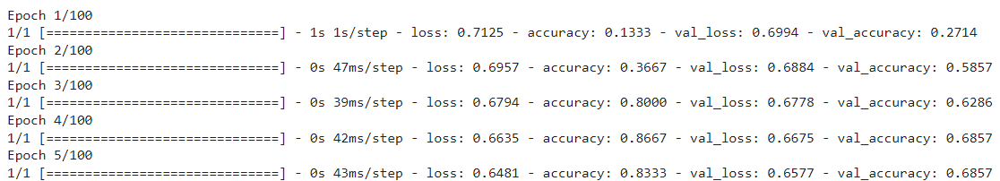 Epoch 1/100
1/1 [==============================] - 1s 1s/step - loss: 0.7125 - accuracy: 0.1333 - val_loss: 0.6994 - val_accuracy: 0.2714
Epoch 2/100
1/1 [==============================] - 0s 47ms/step - loss: 0.6957 - accuracy: 0.3667 - val_loss: 0.6884 - val_accuracy: 0.5857
Epoch 3/100
1/1 [==============================] - 0s 39ms/step - loss: 0.6794 - accuracy: 0.8000 - val_loss: 0.6778 - val_accuracy: 0.6286
Epoch 4/100
1/1 [==============================] - 0s 42ms/step - loss: 0.6635 - accuracy: 0.8667 - val_loss: 0.6675 - val_accuracy: 0.6857
Epoch 5/100
1/1 [==============================] - 0s 43ms/step - loss: 0.6481 - accuracy: 0.8333 - val_loss: 0.6577 - val_accuracy: 0.6857